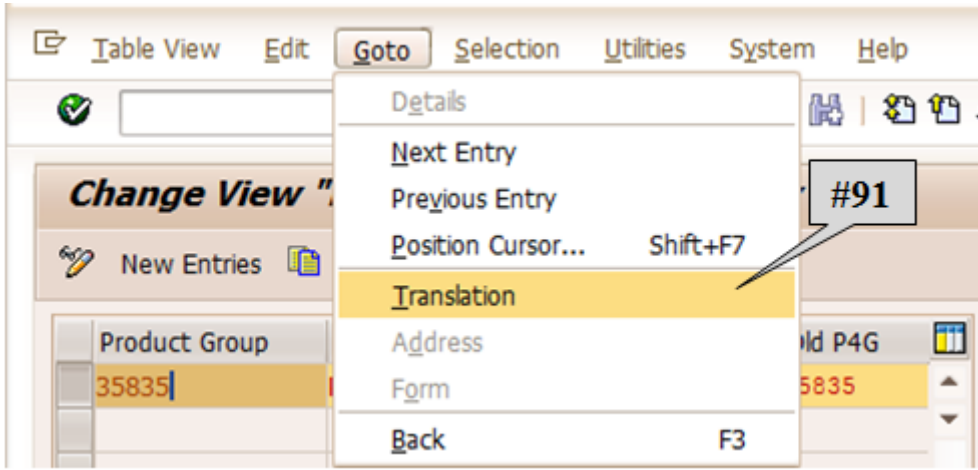 Table View Edit Goto Selection Utilities System Help
Details
Next Entry
Change View "
Previous Entry
#91
Position Cursor... Shift+F7
New Entries
Translation
Product Group
Address
P4G
35835
Form
5835
Back F3